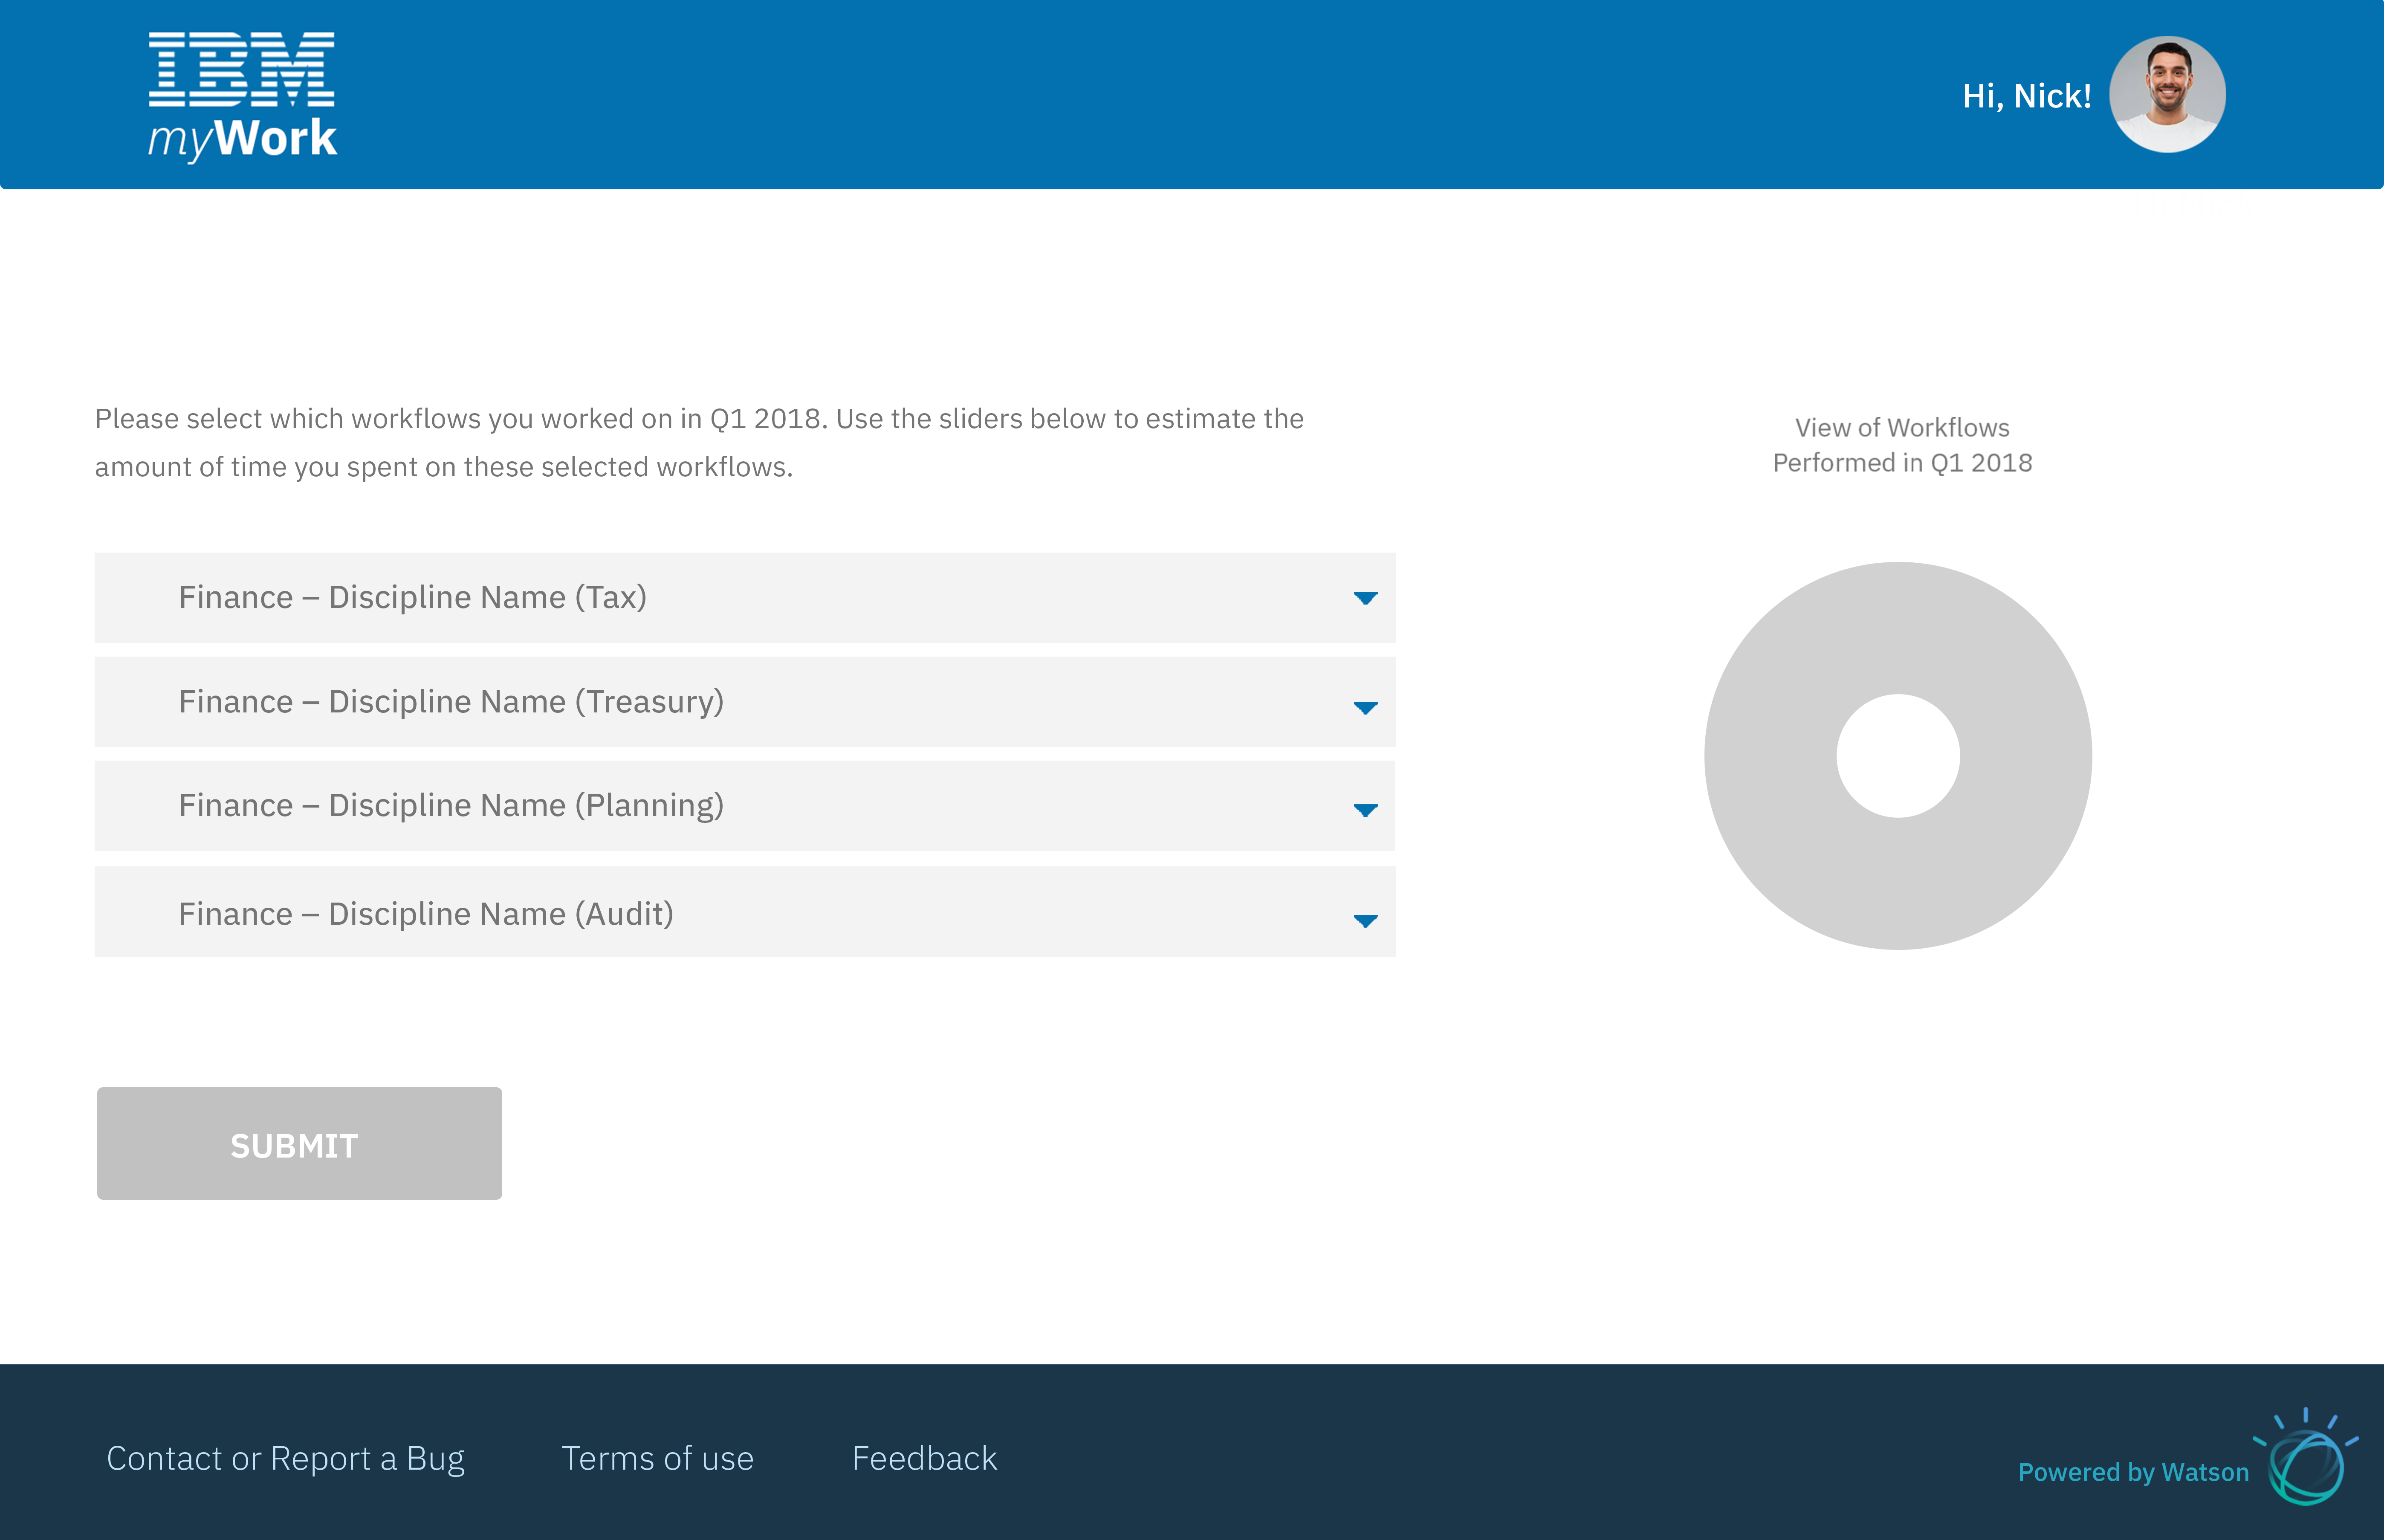 IBM
myWork
Hi, Nick!
Please select which workflows you worked on in Q1 2018. Use the sliders below to estimate the
amount of time you spent on these selected workflows.
View of Workflows
Performed in Q1 2018
Finance – Discipline Name (Tax)
Finance – Discipline Name (Treasury)
Finance – Discipline Name (Planning)
Finance – Discipline Name (Audit)
SUBMIT
Contact or Report a Bug
Terms of use
Feedback
Powered by Watson